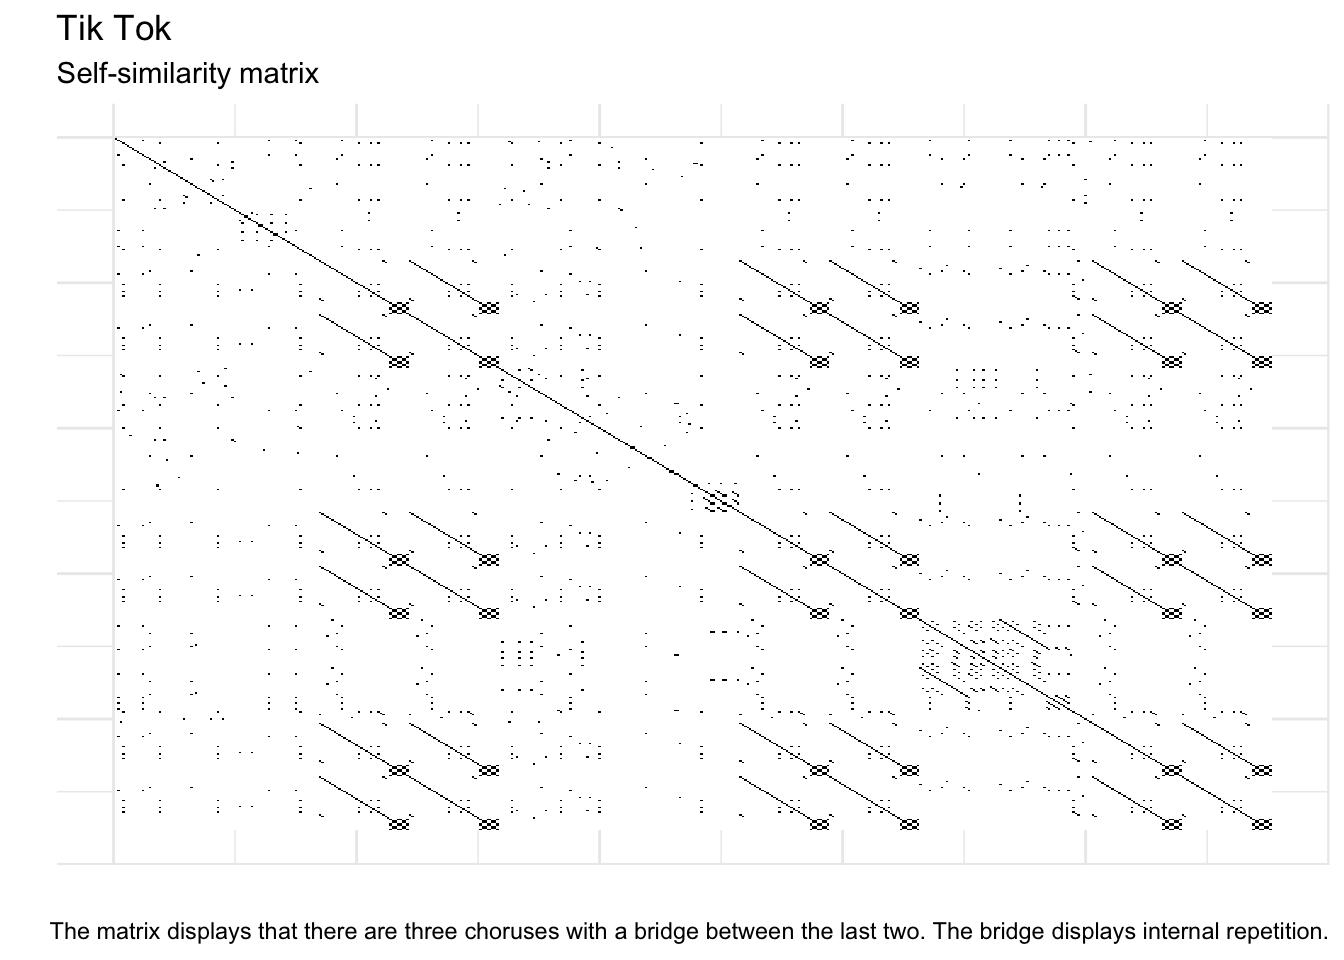 Tik Tok
Self-similarity matrix
The matrix displays that there are three choruses with a bridge between the last two. The bridge displays internal repetition.